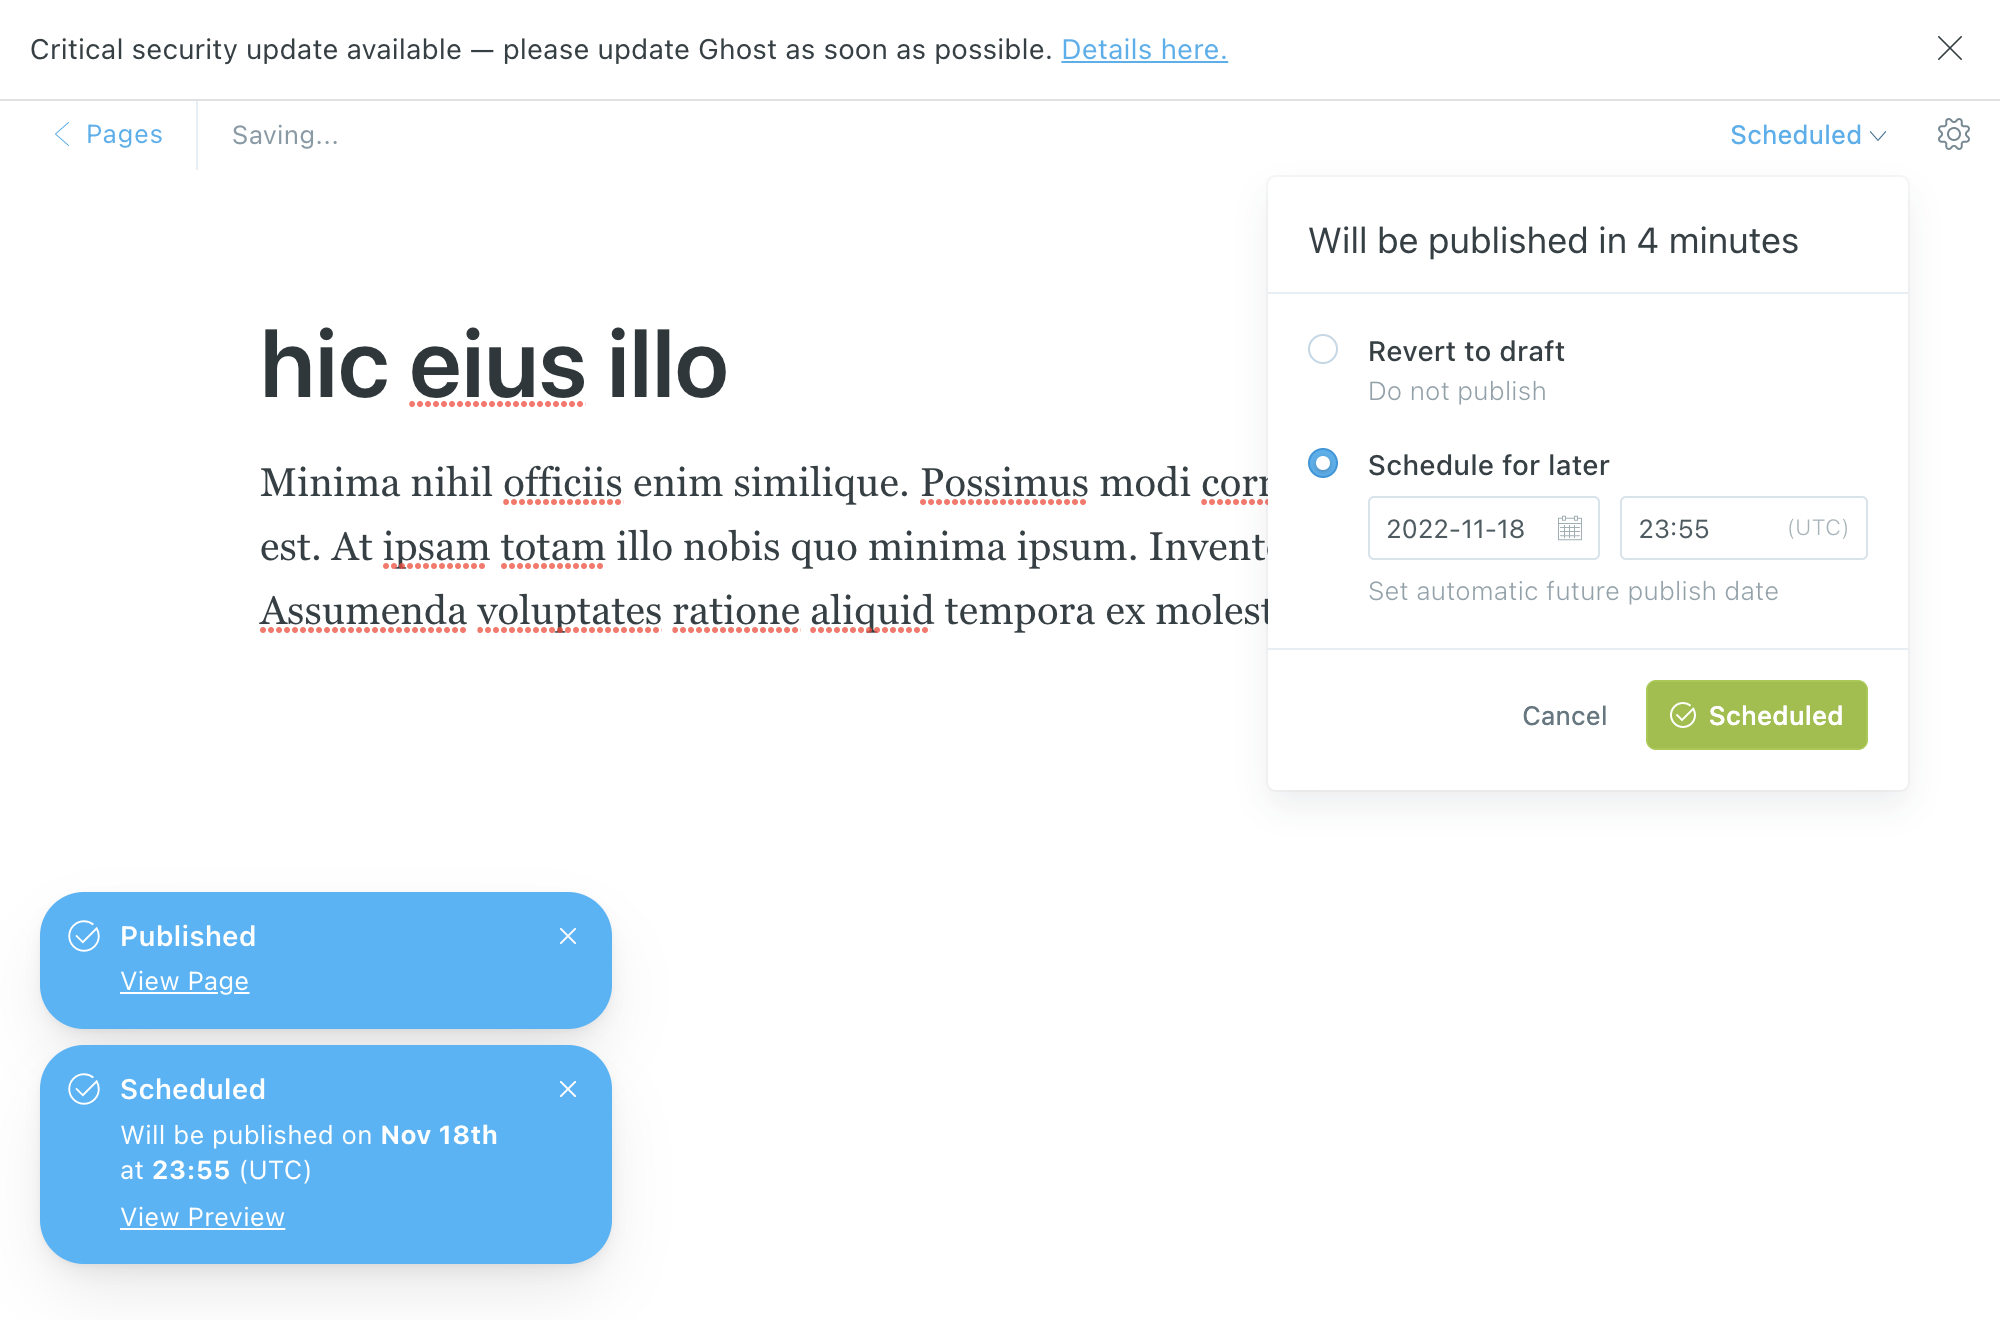 Critical security update available — please update Ghost as soon as possible. Details here.
Pages
Saving...
Scheduled
Will be published in 4 minutes
Revert to draft
Do not publish
Schedule for later
2022-11-18
23:55 (UTC)
Set automatic future publish date
Cancel
Scheduled
hic eius illo
Minima nihil officiis enim similique. Possimus modi
est. At ipsam totam illo nobis quo minima ipsum.
Assumenda voluptates ratione aliquid tempora ex
Published
View Page
Scheduled
Will be published on Nov 18th
at 23:55 (UTC)
View Preview